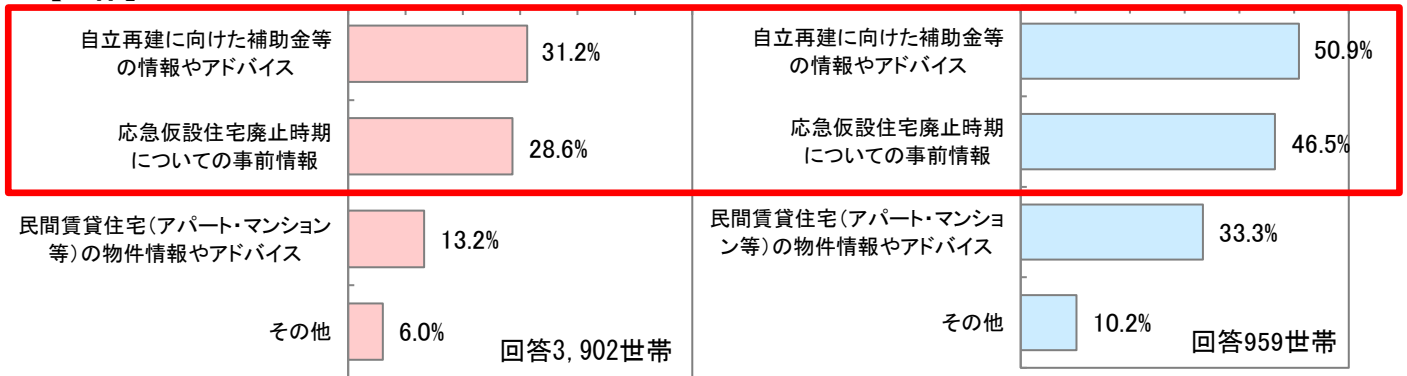 自立再建に向けた補助金等
の情報やアドバイス
31.2%
応急仮設住宅廃止時期
についての事前情報
28.6%
民間賃貸住宅(アパート・マンション
等)の物件情報やアドバイス
13.2%
その他
6.0%
回答3,902世帯
自立再建に向けた補助金等
の情報やアドバイス
50.9%
応急仮設住宅廃止時期
についての事前情報
46.5%
民間賃貸住宅(アパート・マンショ
ン等)の物件情報やアドバイス
33.3%
その他
10.2%
回答959世帯